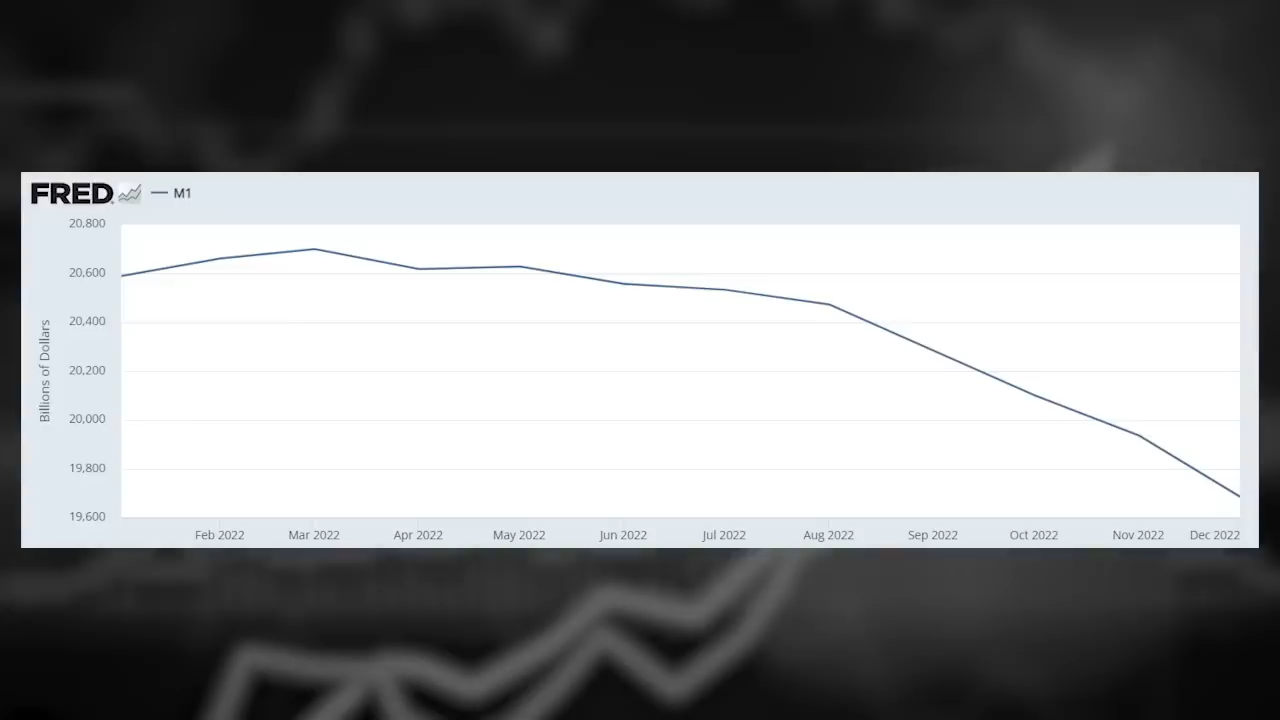 FRED — M1
20,800
20,600
20,400
20,200
20,000
19,800
19,600
Billions of Dollars
Feb 2022 Mar 2022 Apr 2022 May 2022 Jun 2022 Jul 2022 Aug 2022 Sep 2022 Oct 2022 Nov 2022 Dec 2022